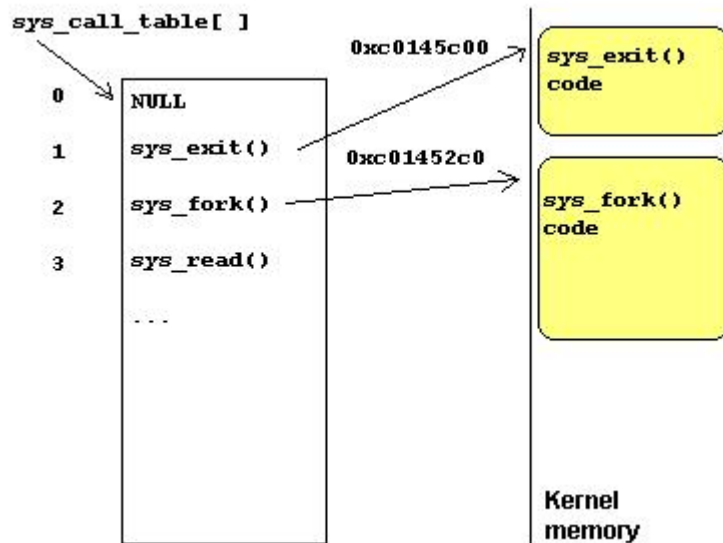 sys_call_table[ ]
0xc0145c00
sys_exit()
code
0 NULL
1 sys_exit()
0xc01452c0
2 sys_fork()
sys_fork()
code
3 sys_read()
...
Kernel
memory